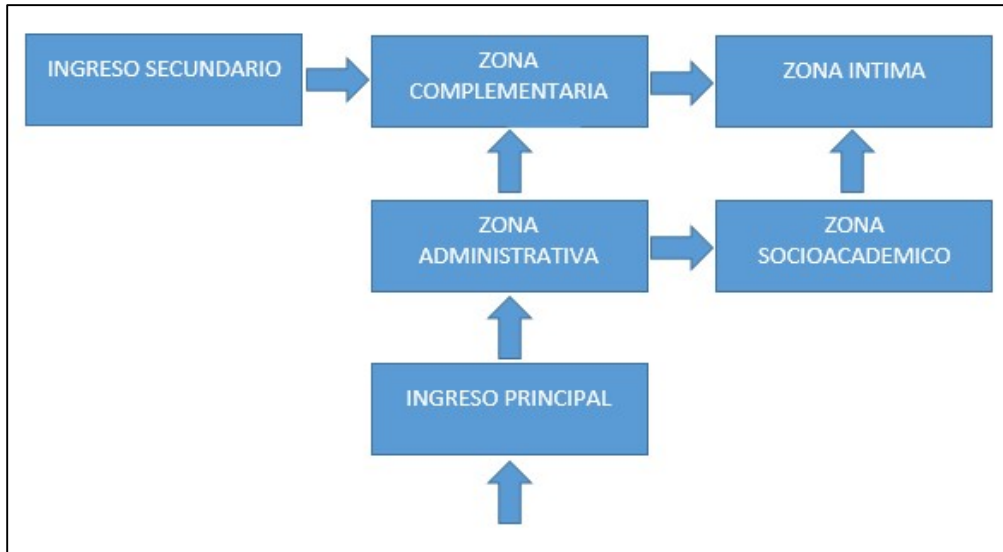 INGRESO SECUNDARIO
ZONA
COMPLEMENTARIA
ZONA INTIMA
ZONA
ADMINISTRATIVA
ZONA
SOCIOACADEMICO
INGRESO PRINCIPAL